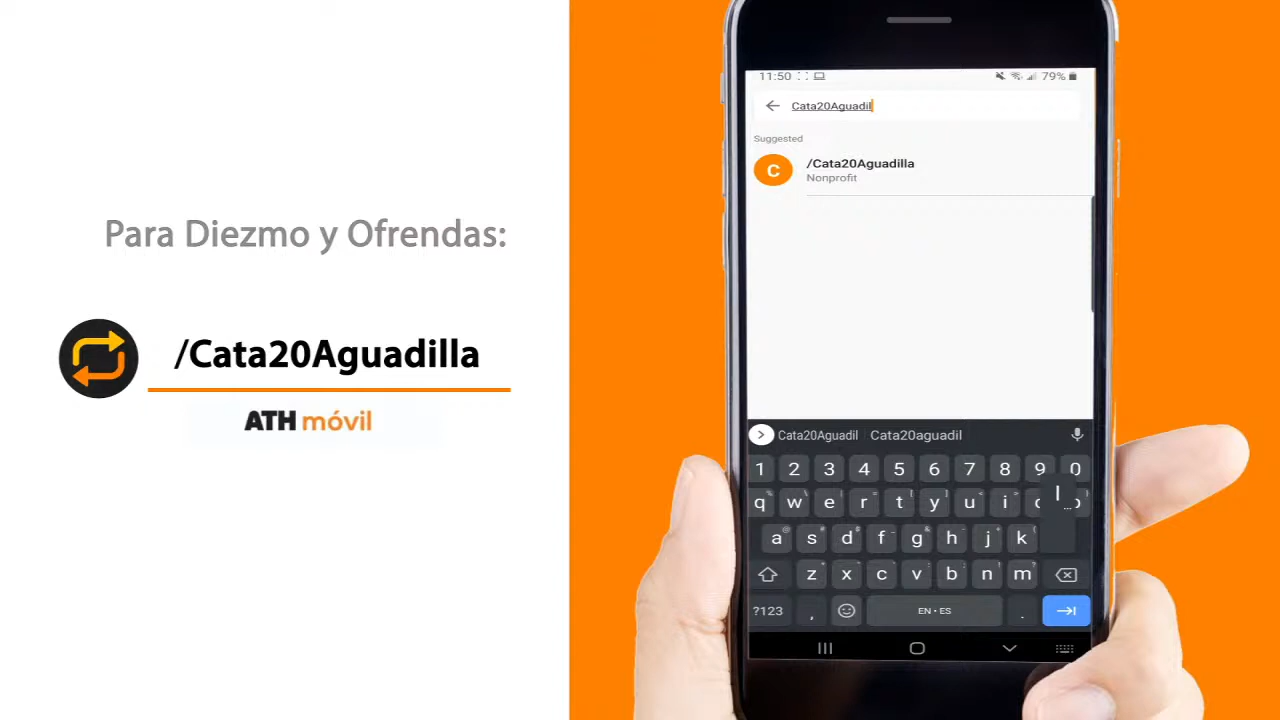 Para Diezmo y Ofrendas:
/Cata20Aguadilla
ATH móvil
11:50 79%
Cata20Aguadil
Suggested
C
/Cata20Aguadilla
Nonprofit
Cata20Aguadil Cata20aguadil
1 2 3 4 5 6 7 8 9 0
q w e r t y u i
l
a s d f g h j k
z x c v b n m
?123 , EN • ES .